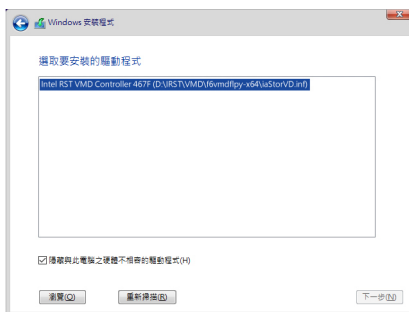 Windows 安裝程式
選取要安裝的驅動程式
Intel RST VMD Controller 467F (D:\IRST\VMD\f6vmdflpy-x64\iaStorVD.inf)
隱藏與此電腦之硬體不相容的驅動程式(H)
瀏覽(O) 重新掃描(R) 下一步(N)